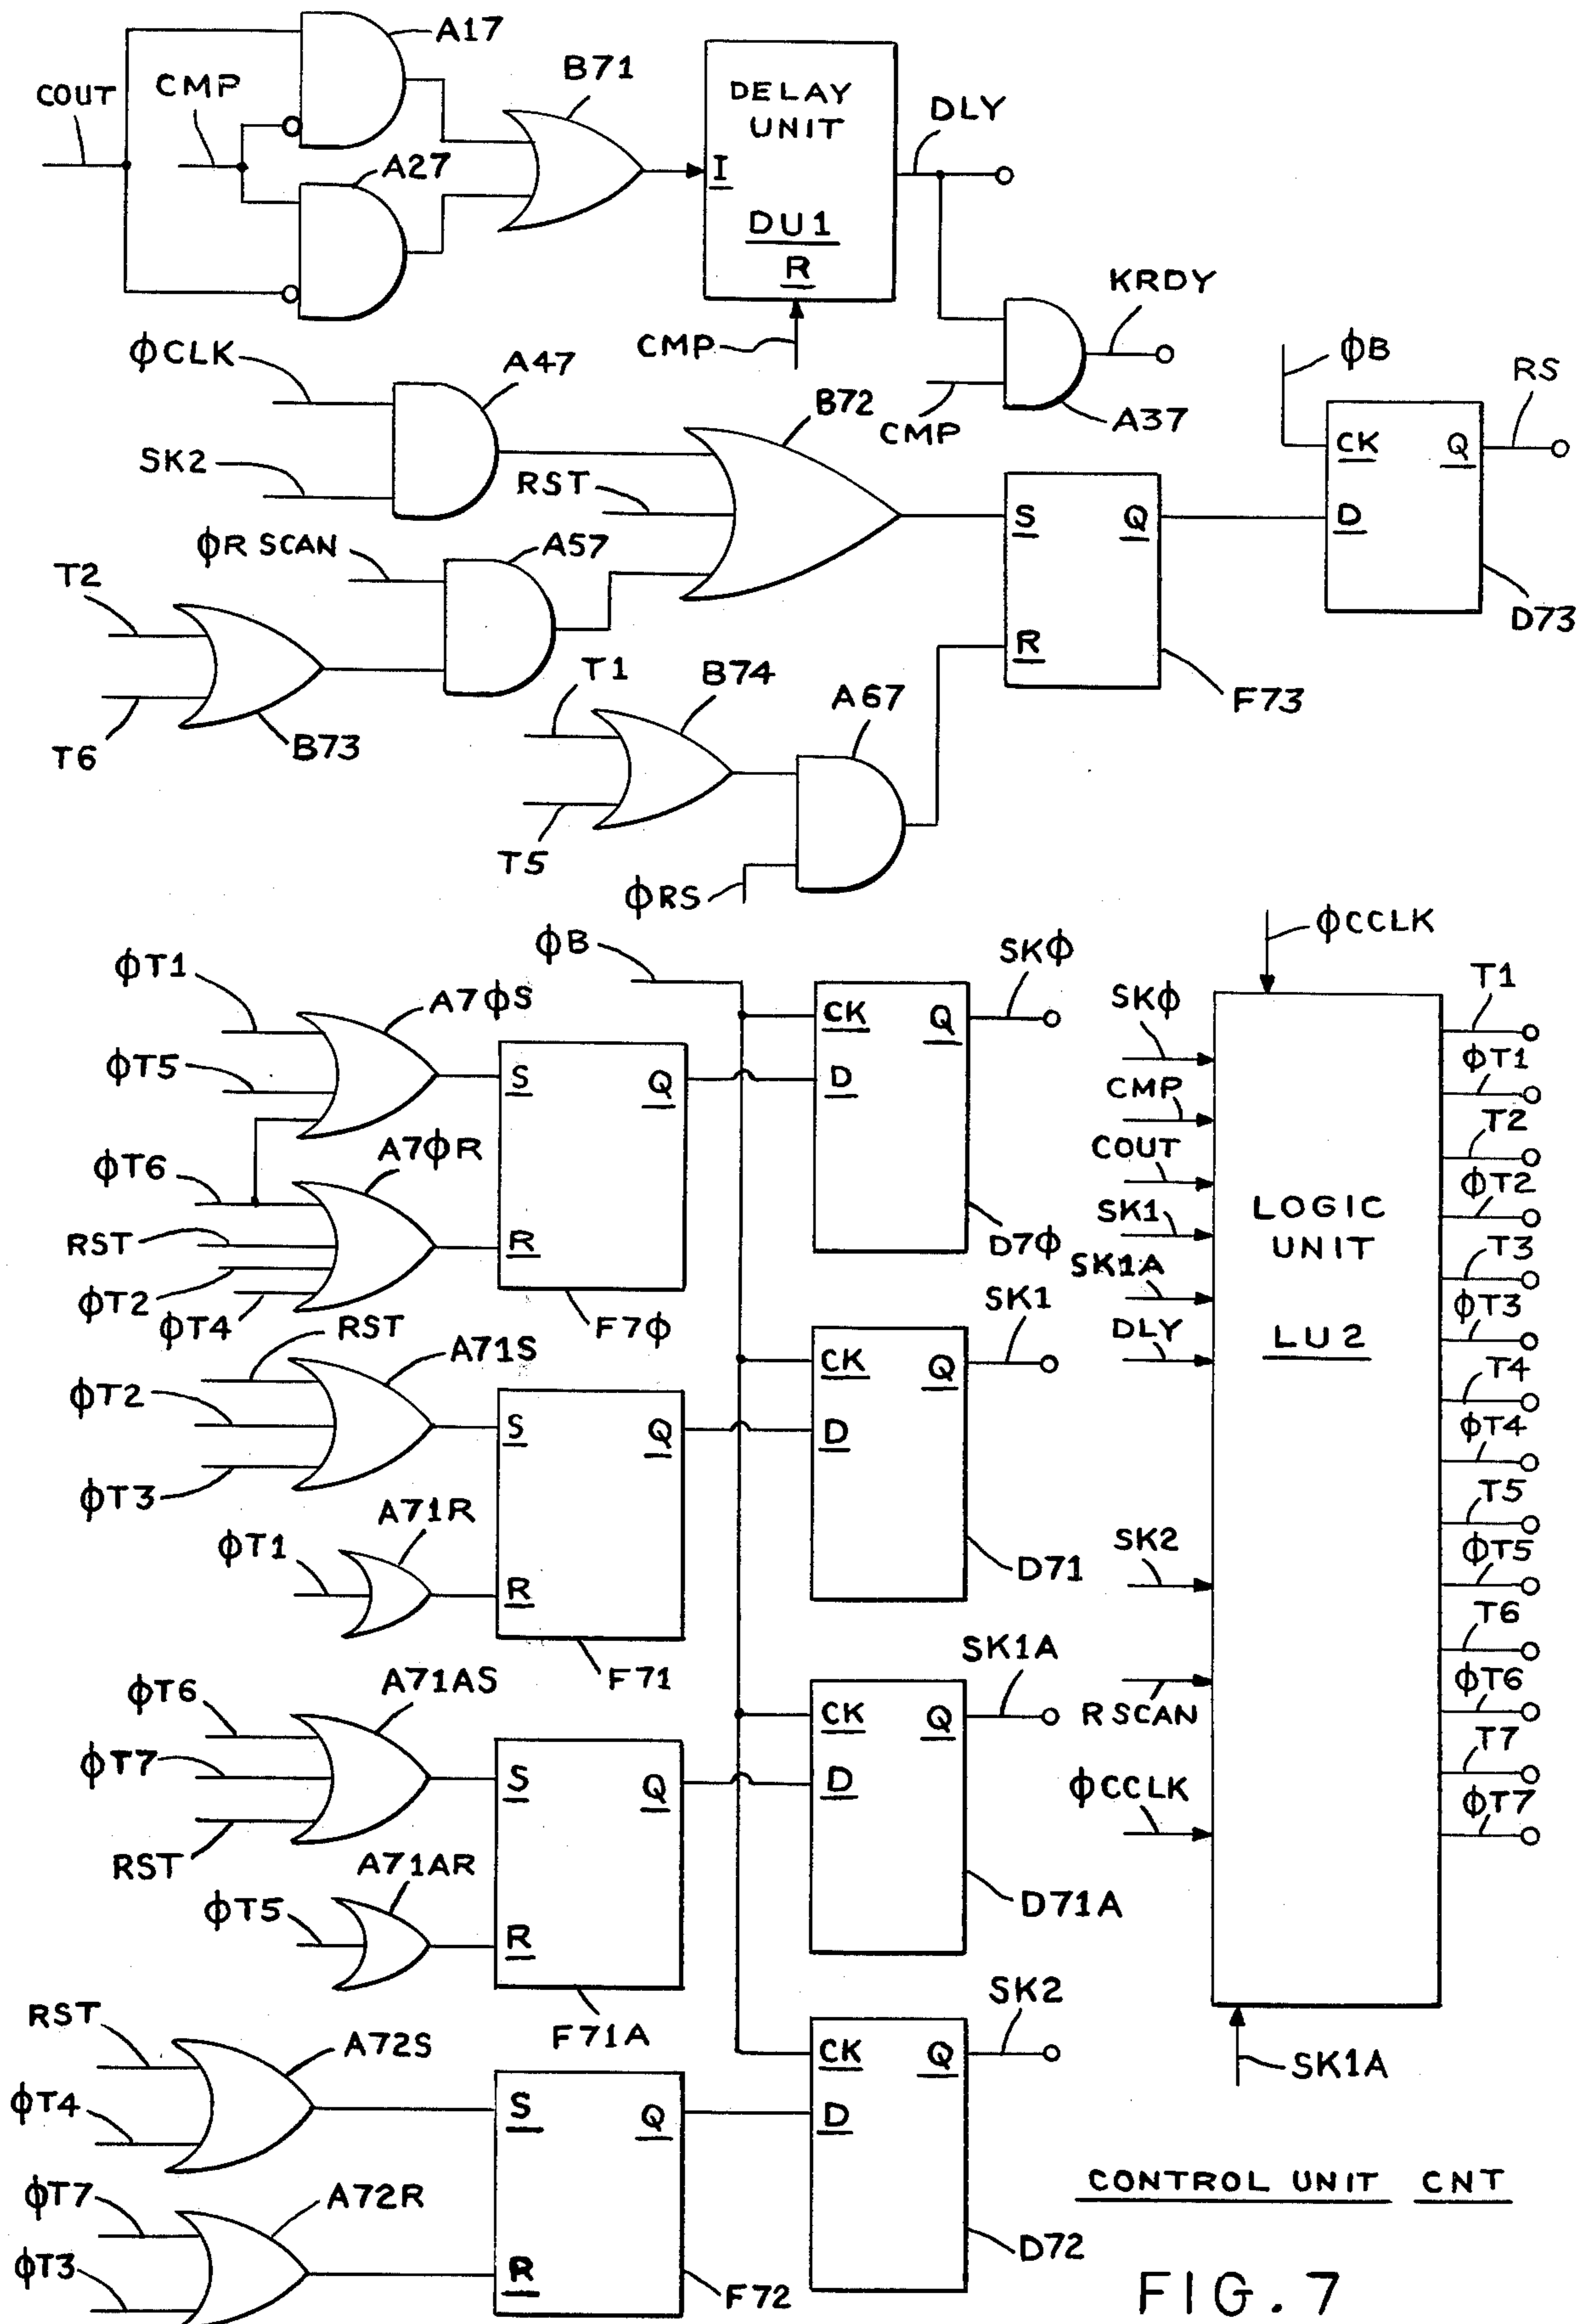 A17
COUT
CMP
B71
DELAY
UNIT
DLY
A27
I
DU1
R
KRDY
CMP
φCLK
A47
φB
RS
B72
CMP
A37
CK
Q
SK2
RST
S
Q
D
φR SCAN
A57
T2
D73
R
T1
B74
A67
F73
T6
B73
T5
φRS
φB
φCCLK
φT1
A7φS
SKφ
T1
CK
Q
SKφ
φT5
S
Q
D
φT1
CMP
T2
A7φR
COUT
φT6
φT2
SK1
LOGIC
UNIT
RST
R
D7φ
T3
SK1A
φT2
φT4
F7φ
SK1
φT3
RST
DLY
LU2
A71S
CK
Q
T4
φT2
S
Q
D
φT4
φT3
A71R
T5
φT1
D71
SK2
φT5
R
T6
F71
SK1A
A71AS
φT6
φT6
CK
Q
R SCAN
φT7
S
Q
D
T7
φCCLK
φT7
RST
A71AR
D71A
φT5
R
SK2
RST
F71A
A72S
CK
Q
SK1A
φT4
S
Q
D
φT7
A72R
CONTROL UNIT CNT
D72
φT3
R
F72
FIG. 7